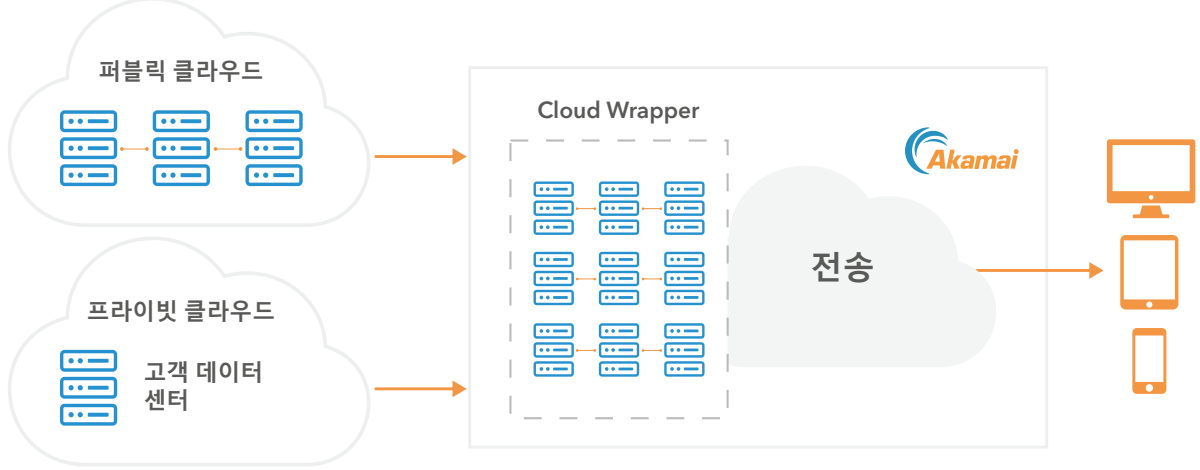 퍼블릭 클라우드
프라이빗 클라우드
고객 데이터
센터
Cloud Wrapper
전송
Akamai